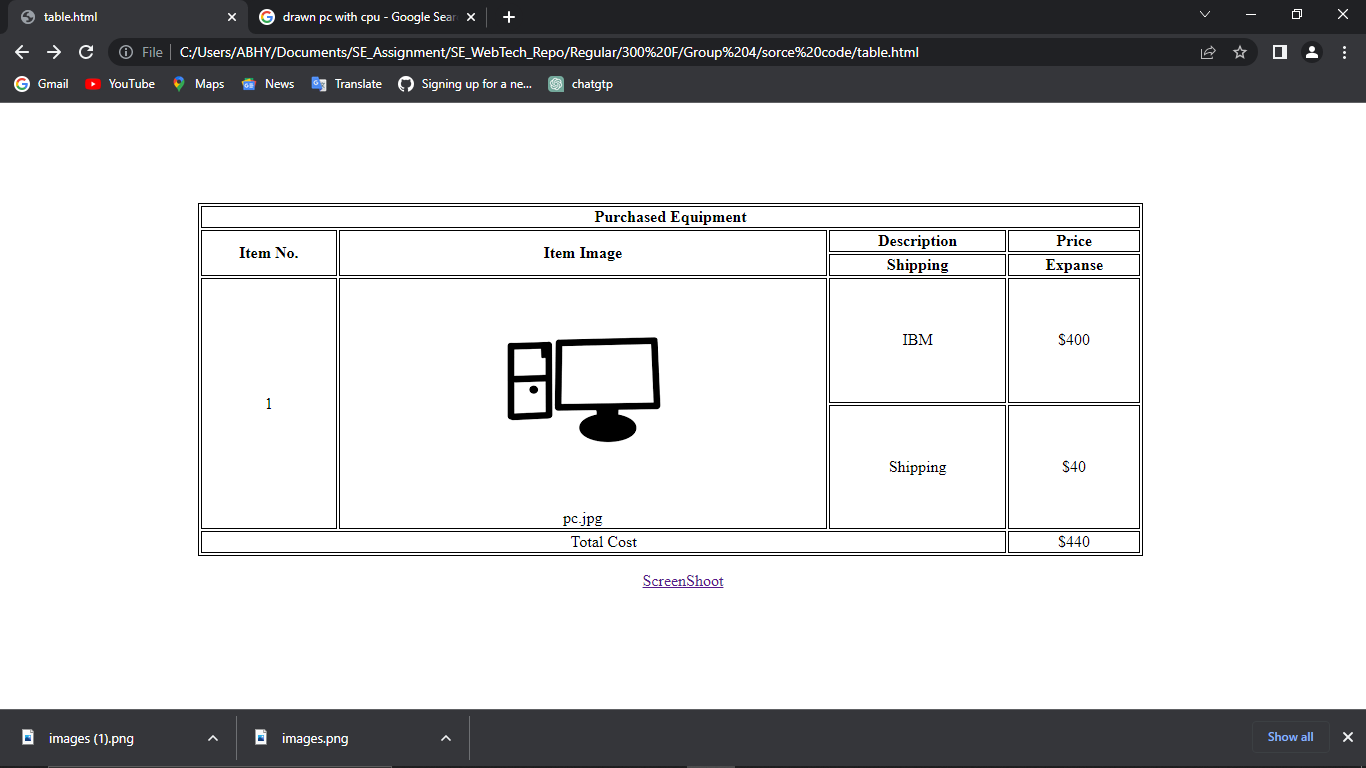 table.html
drawn pc with cpu - Google Sear
File
C:/Users/ABHY/Documents/SE_Assignment/SE_WebTech_Repo/Regular/300%20F/Group%204/sorce%20code/table.html
Gmail
YouTube
Maps
News
Translate
Signing up for a ne...
chatgtp
Purchased Equipment
Item No.
Item Image
Description
Price
Shipping
Expanse
1
pc.jpg
IBM
$400
Shipping
$40
Total Cost
$440
ScreenShoot
images (1).png
images.png
Show all